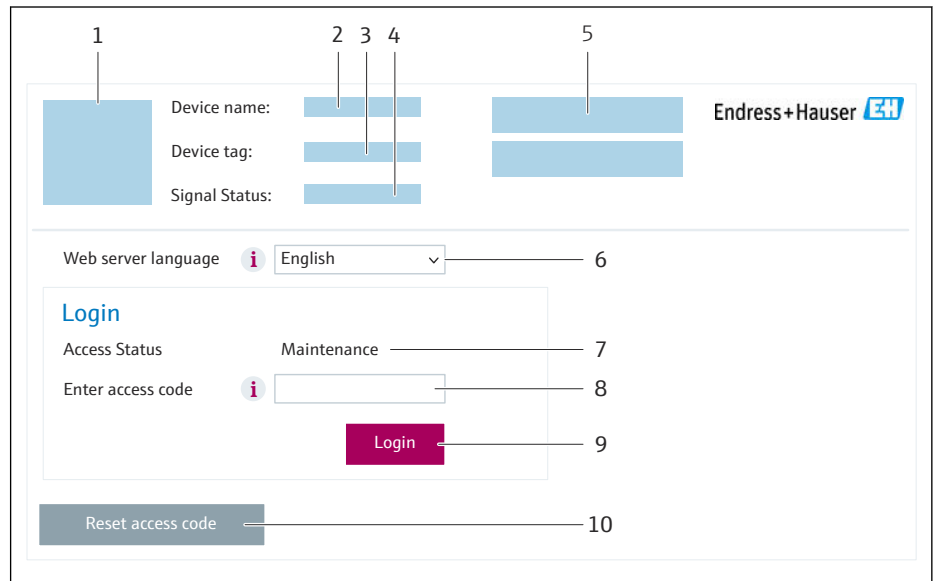 1 2 3 4 5
Device name:
Endress+Hauser EH
Device tag:
Signal Status:
Web server language i English 6
Login
Access Status Maintenance 7
Enter access code i 8
Login 9
Reset access code 10